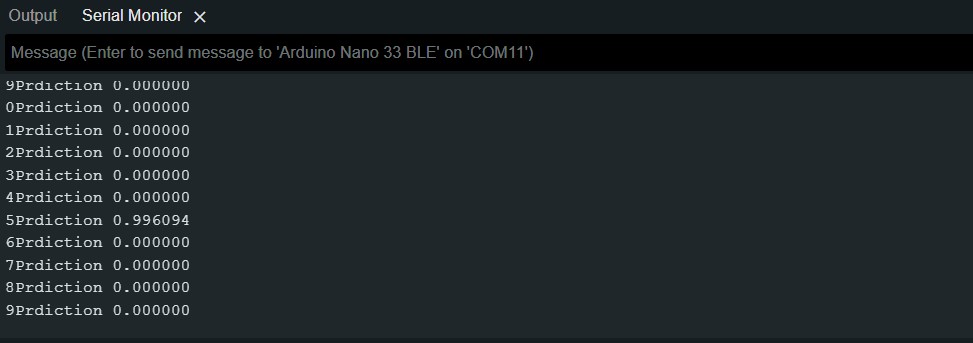 Output Serial Monitor ×
Message (Enter to send message to 'Arduino Nano 33 BLE' on 'COM11')
9Prdiction 0.000000
0Prdiction 0.000000
1Prdiction 0.000000
2Prdiction 0.000000
3Prdiction 0.000000
4Prdiction 0.000000
5Prdiction 0.996094
6Prdiction 0.000000
7Prdiction 0.000000
8Prdiction 0.000000
9Prdiction 0.000000